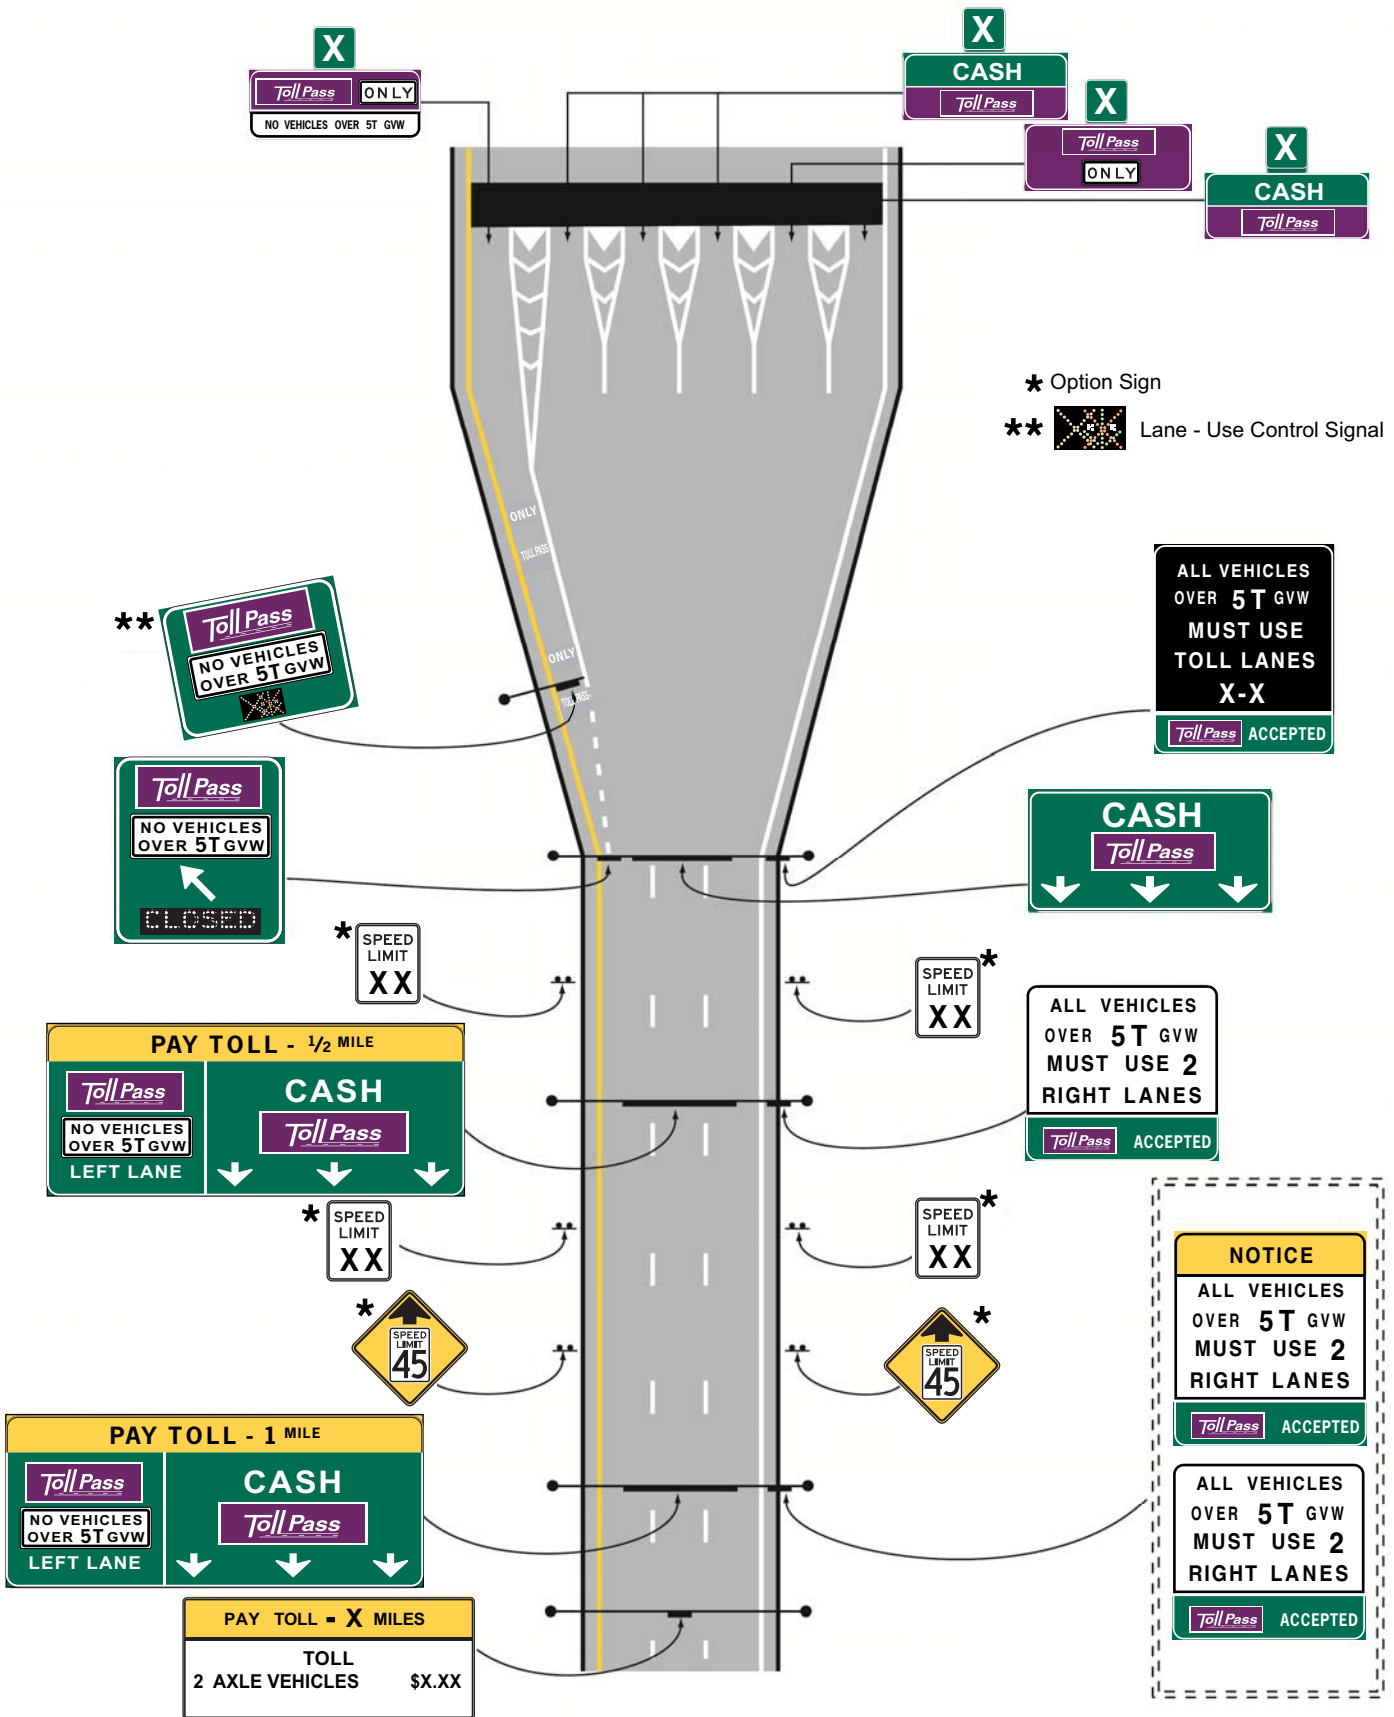 X
Toll Pass ONLY
NO VEHICLES OVER 5T GVW
X
CASH
Toll Pass
X
Toll Pass
ONLY
X
CASH
Toll Pass
* Option Sign
** Lane - Use Control Signal
ONLY
TOLL PASS
ONLY
TOLL PASS
**
Toll Pass
NO VEHICLES
OVER 5T GVW
ALL VEHICLES
OVER 5T GVW
MUST USE
TOLL LANES
X-X
Toll Pass ACCEPTED
Toll Pass
NO VEHICLES
OVER 5T GVW
CLOSED
CASH
Toll Pass
*
SPEED
LIMIT
XX
*
SPEED
LIMIT
XX
PAY TOLL - 1/2 MILE
Toll Pass
NO VEHICLES
OVER 5T GVW
LEFT LANE
CASH
Toll Pass
ALL VEHICLES
OVER 5T GVW
MUST USE 2
RIGHT LANES
Toll Pass ACCEPTED
*
SPEED
LIMIT
XX
*
SPEED
LIMIT
XX
*
SPEED
LIMIT
45
*
SPEED
LIMIT
45
NOTICE
ALL VEHICLES
OVER 5T GVW
MUST USE 2
RIGHT LANES
Toll Pass ACCEPTED
ALL VEHICLES
OVER 5T GVW
MUST USE 2
RIGHT LANES
Toll Pass ACCEPTED
PAY TOLL - 1 MILE
Toll Pass
NO VEHICLES
OVER 5T GVW
LEFT LANE
CASH
Toll Pass
PAY TOLL - X MILES
TOLL
2 AXLE VEHICLES $X.XX